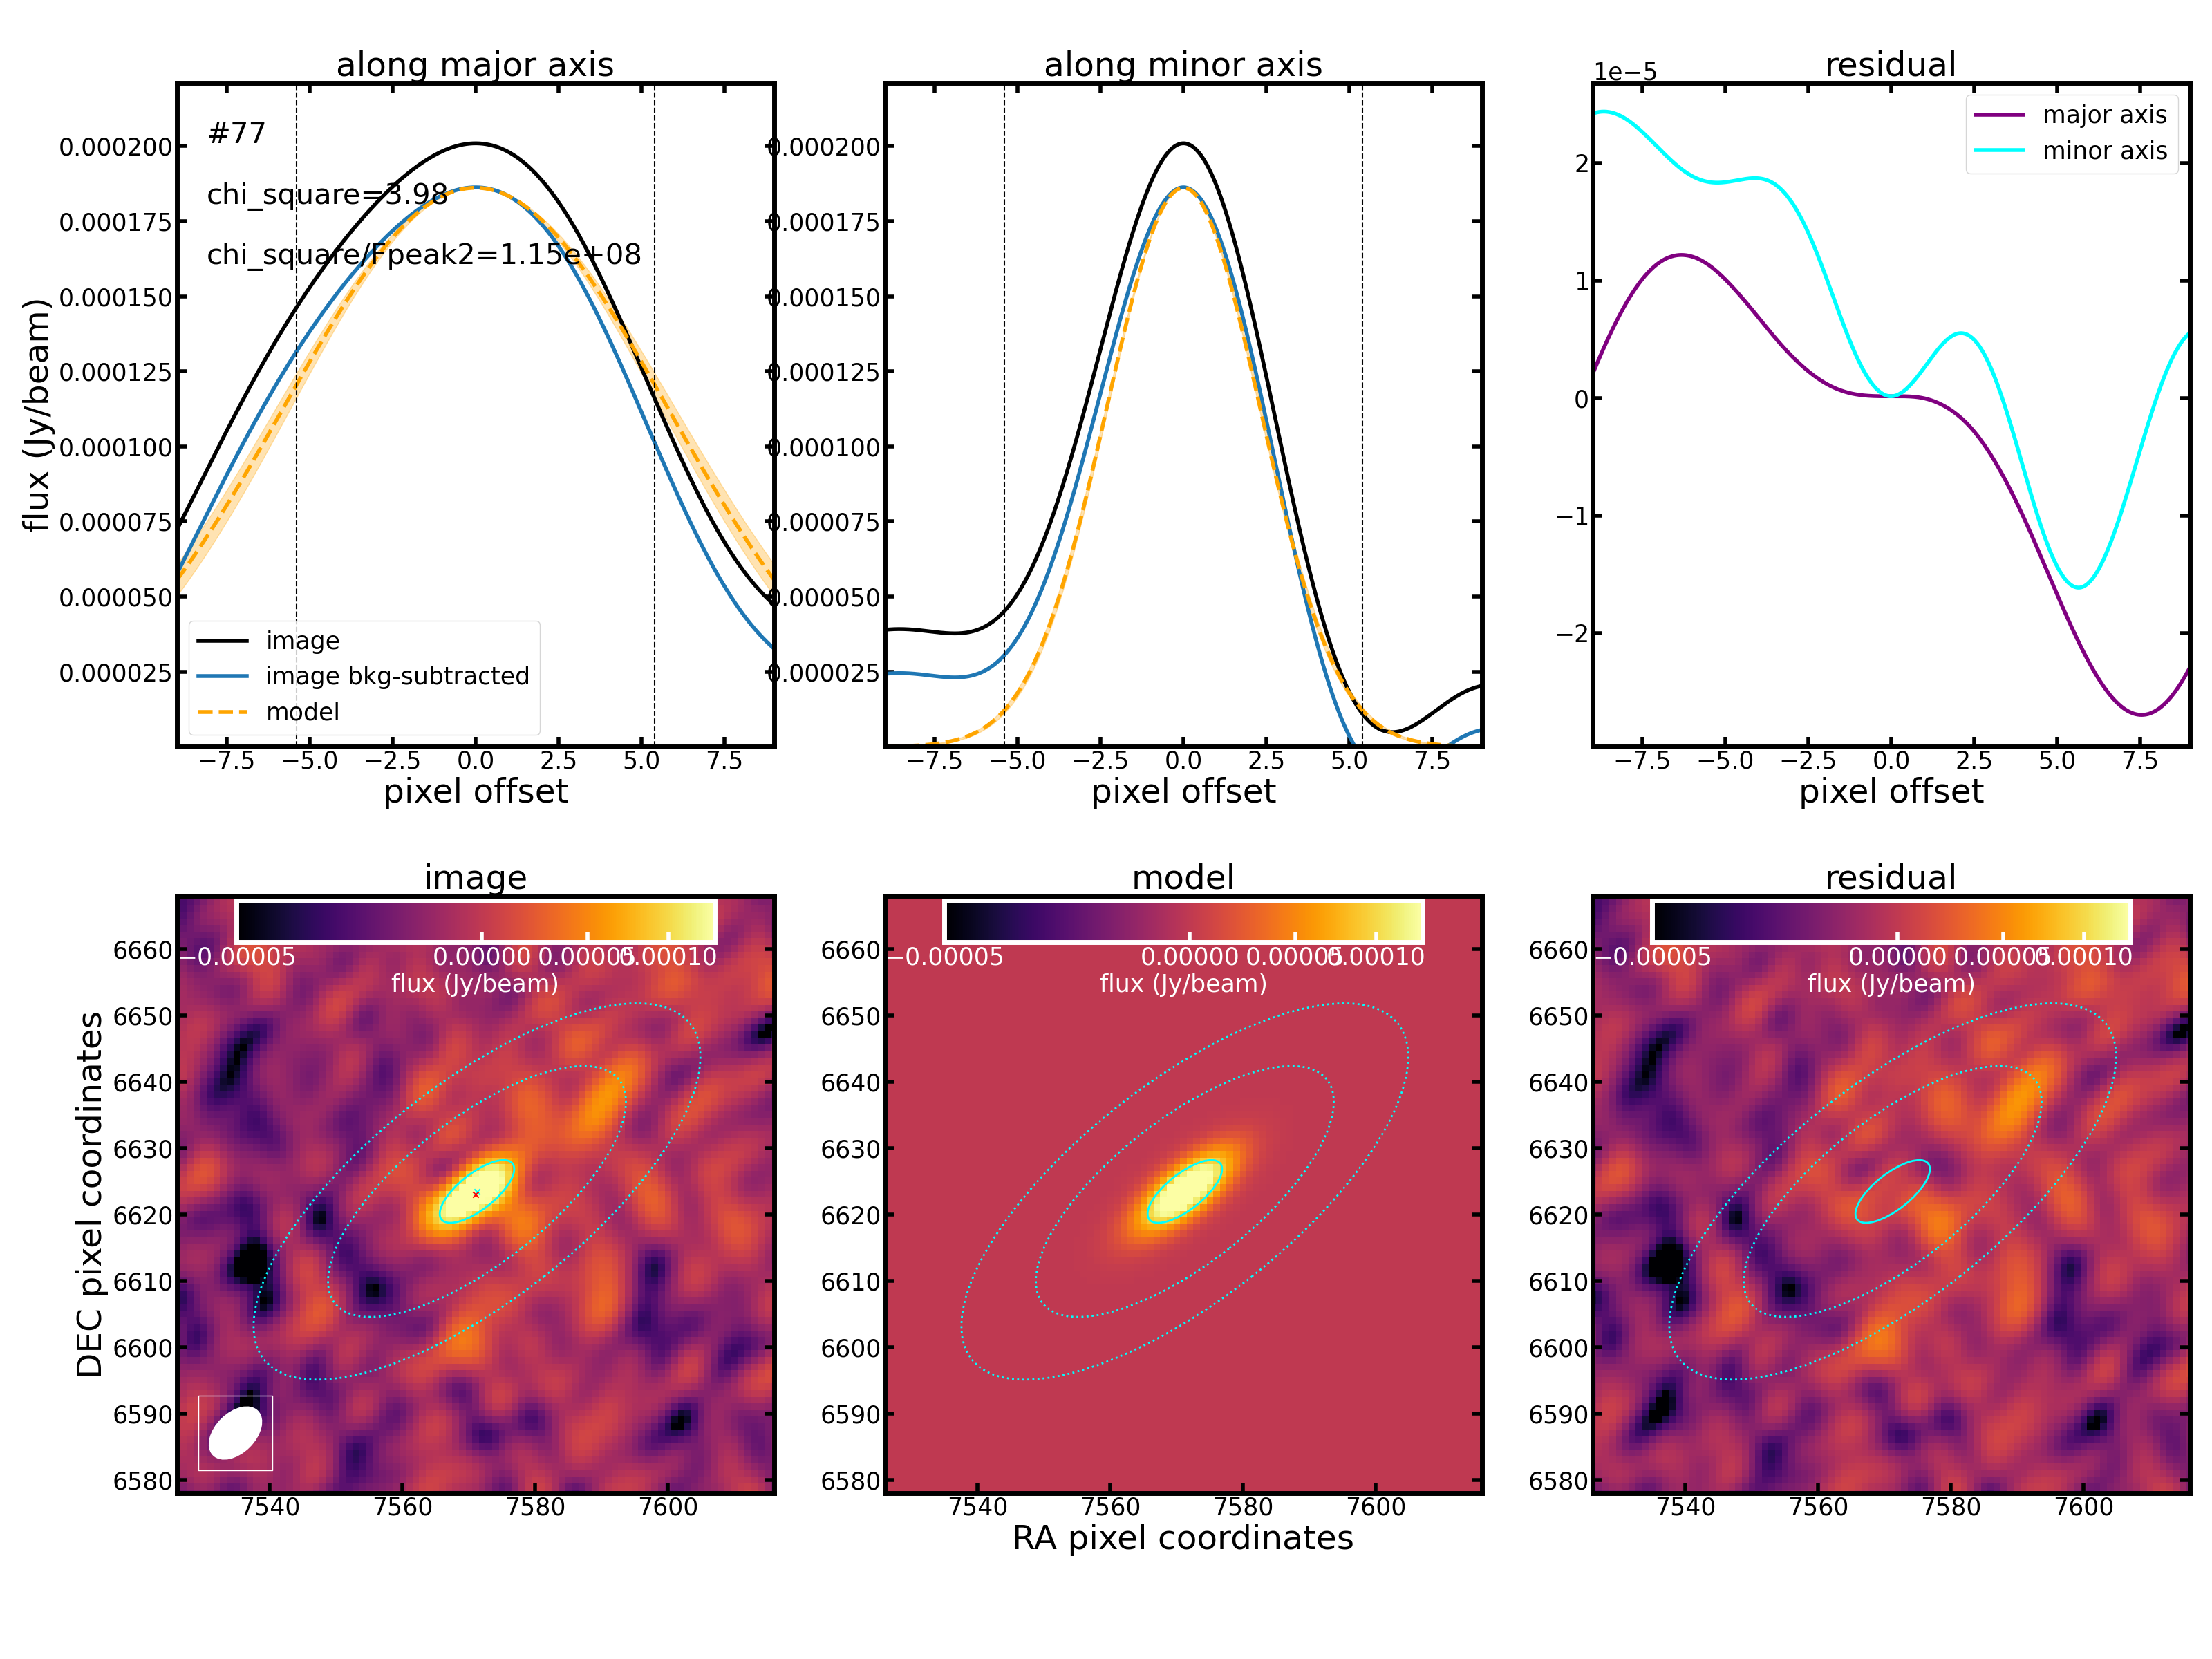 along major axis
along minor axis
residual
1e−5
#77
chi_square=3.98
chi_square/Fpeak2=1.15e+08
flux (Jy/beam)
0.000200
0.000175
0.000150
0.000125
0.000100
0.000075
0.000050
0.000025
image
image bkg-subtracted
model
−7.5 −5.0 −2.5 0.0 2.5 5.0 7.5
pixel offset
0.000200
0.000175
0.000150
0.000125
0.000100
0.000075
0.000050
0.000025
−7.5 −5.0 −2.5 0.0 2.5 5.0 7.5
pixel offset
major axis
minor axis
2
1
0
−1
−2
−7.5 −5.0 −2.5 0.0 2.5 5.0 7.5
pixel offset
image
model
residual
−0.00005 0.00000 0.00005 0.00010
flux (Jy/beam)
−0.00005 0.00000 0.00005 0.00010
flux (Jy/beam)
−0.00005 0.00000 0.00005 0.00010
flux (Jy/beam)
DEC pixel coordinates
6660
6650
6640
6630
6620
6610
6600
6590
6580
7540 7560 7580 7600
6660
6650
6640
6630
6620
6610
6600
6590
6580
7540 7560 7580 7600
RA pixel coordinates
6660
6650
6640
6630
6620
6610
6600
6590
6580
7540 7560 7580 7600